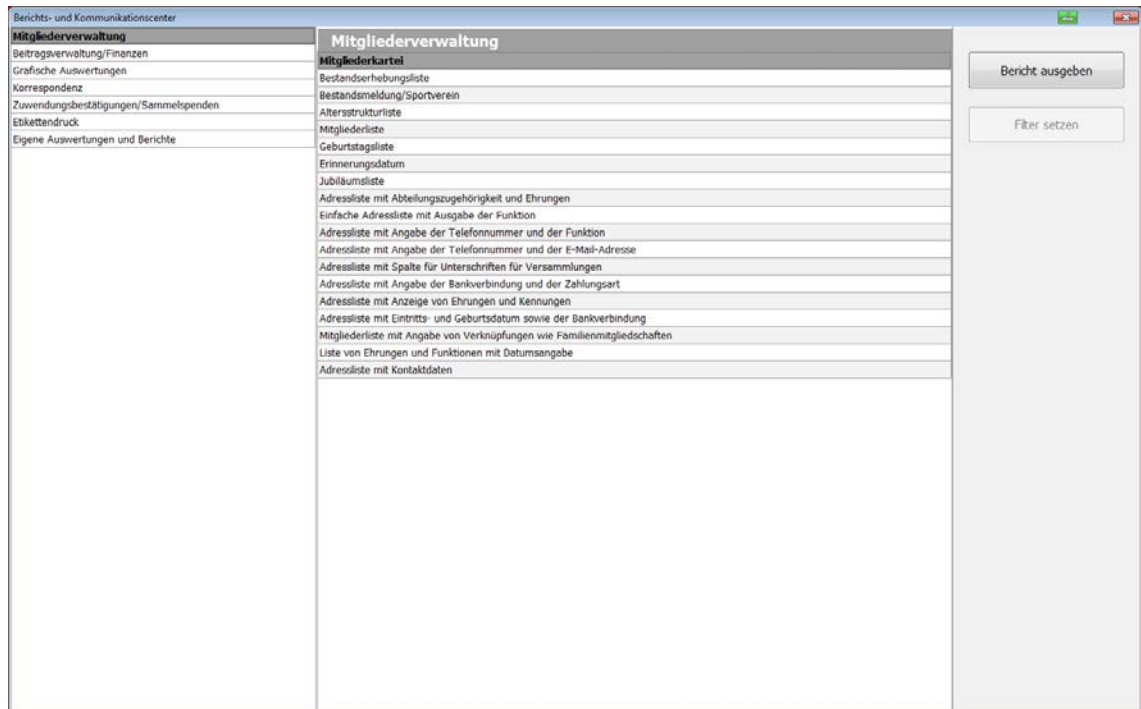 Berichts- und Kommunikationscenter
Mitgliederverwaltung
Beitragsverwaltung/Finanzen
Grafische Auswertungen
Korrespondenz
Zuwendungsbestätigungen/Sammelspenden
Etikettendruck
Eigene Auswertungen und Berichte
Mitgliederverwaltung
Mitgliederkartei
Bestandserhebungsliste
Bestandsmeldung/Sportverein
Altersstrukturliste
Mitgliederliste
Geburtstagsliste
Erinnerungsdatum
Jubiläumsliste
Adressliste mit Abteilungszugehörigkeit und Ehrungen
Einfache Adressliste mit Ausgabe der Funktion
Adressliste mit Angabe der Telefonnummer und der Funktion
Adressliste mit Angabe der Telefonnummer und der E-Mail-Adresse
Adressliste mit Spalte für Unterschriften für Versammlungen
Adressliste mit Angabe der Bankverbindung und der Zahlungsart
Adressliste mit Anzeige von Ehrungen und Kennungen
Adressliste mit Eintritts- und Geburtsdatum sowie der Bankverbindung
Mitgliederliste mit Angabe von Verknüpfungen wie Familienmitgliedschaften
Liste von Ehrungen und Funktionen mit Datumsangabe
Adressliste mit Kontaktdaten
Bericht ausgeben
Filter setzen